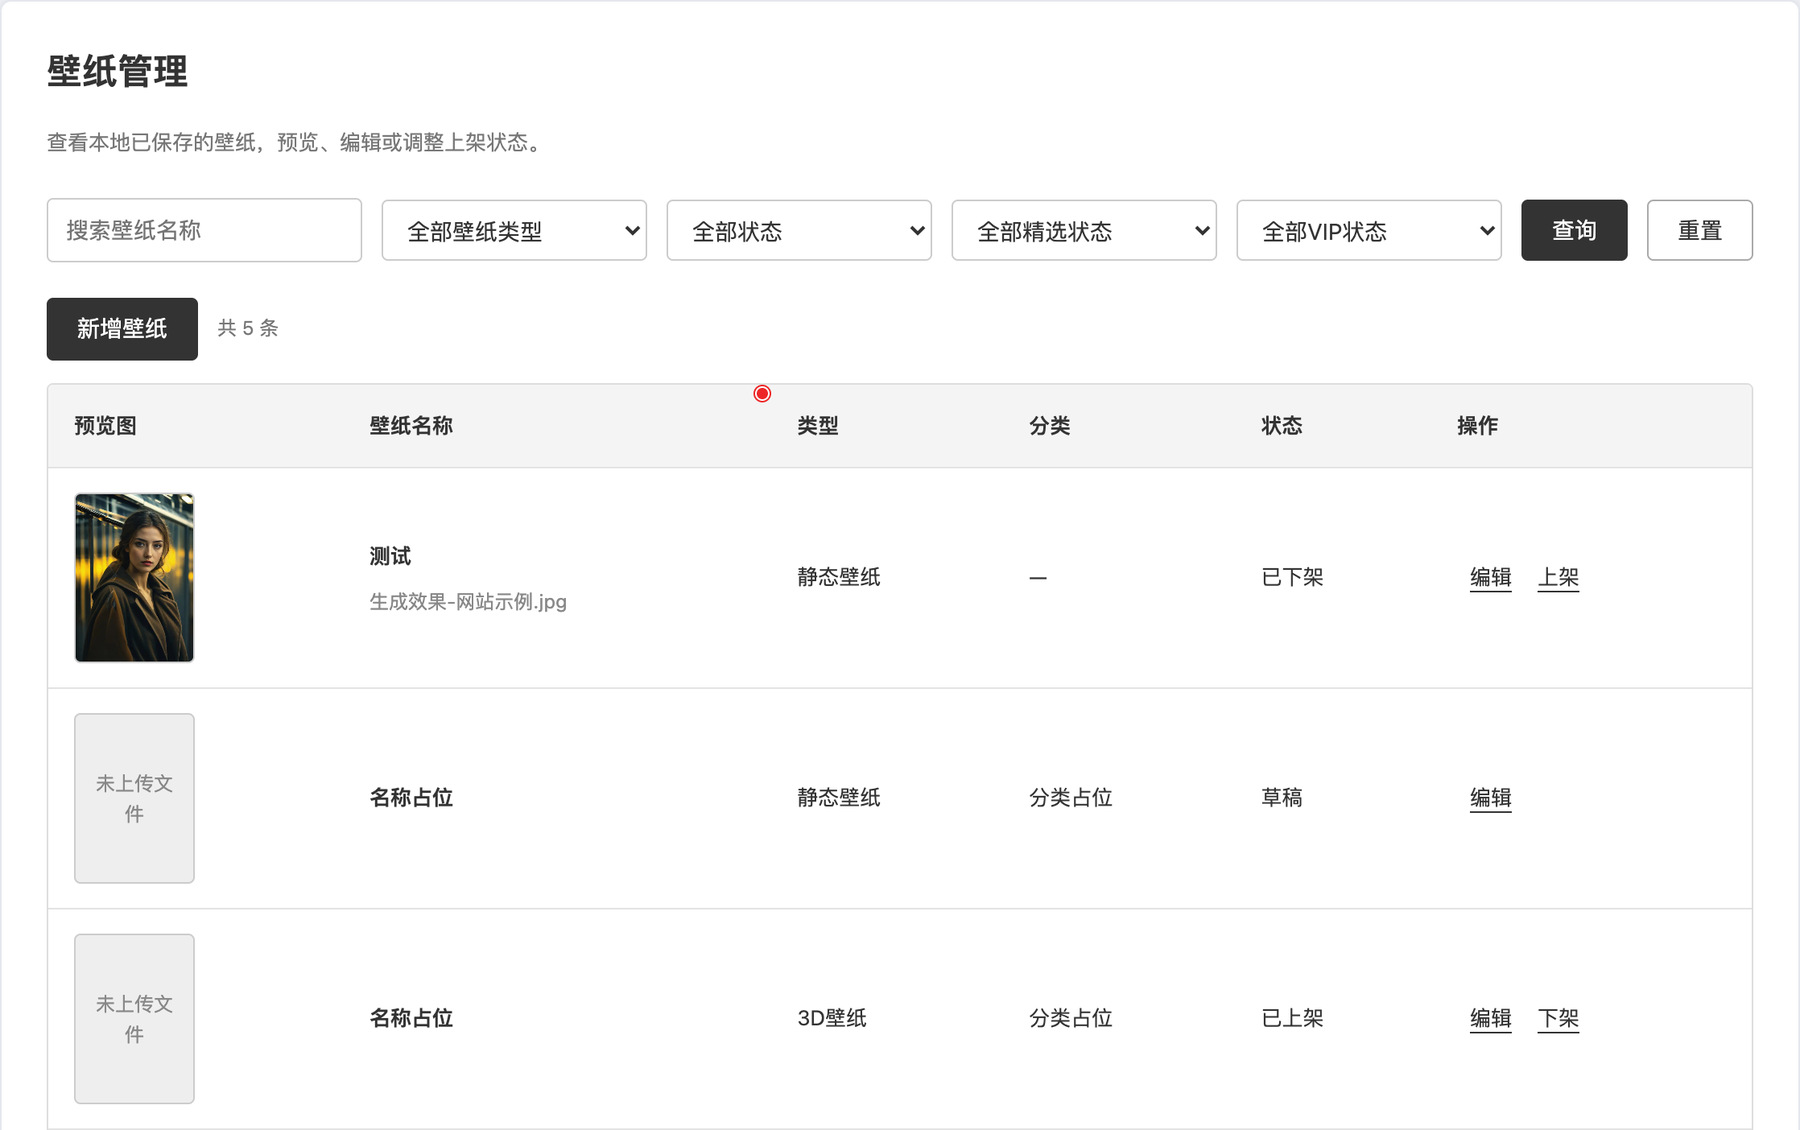 壁纸管理
查看本地已保存的壁纸，预览、编辑或调整上架状态。
搜索壁纸名称 全部壁纸类型 全部状态 全部精选状态 全部VIP状态 查询 重置
新增壁纸 共 5 条
预览图 壁纸名称 类型 分类 状态 操作
测试
生成效果-网站示例.jpg
静态壁纸 — 已下架 编辑 上架
未上传文
件
名称占位 静态壁纸 分类占位 草稿 编辑
未上传文
件
名称占位 3D壁纸 分类占位 已上架 编辑 下架